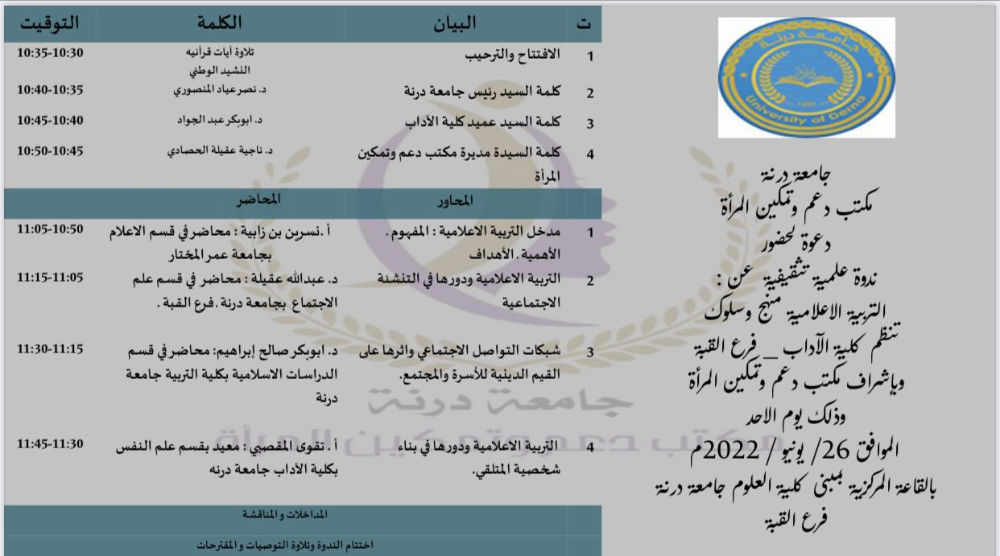 جامعة درنة
University of Derna
جامعة درنة
مكتب دعم وتمكين المرأة
دعوة لحضور
ندوة علمية تثقيفية عن :
التربية الاعلامية منهج وسلوك
تنظم كلية الآداب _ فرع القبة
وبإشراف مكتب دعم وتمكين المرأة
وذلك يوم الاحد
الموافق 26/ يونيو / 2022م
بالقاعة المركزية بمبنى كلية العلوم جامعة درنة
فرع القبة
ت البيان الكلمة التوقيت
1 الافتتاح والترحيب تلاوة أيات قرآنيه 10:35-10:30
النشيد الوطني
2 كلمة السيد رئيس جامعة درنة د. نصر عياد المنصوري 10:40-10:35
3 كلمة السيد عميد كلية الآداب د. ابوبكر عبد الجواد 10:45-10:40
4 كلمة السيدة مديرة مكتب دعم وتمكين د. ناجية عقيلة الحصادي 10:50-10:45
المرأة
المحاور المحاضر
1 مدخل التربية الاعلامية : المفهوم . أ .نسرين بن زابية : محاضر في قسم الاعلام 11:05-10:50
الأهمية . الأهداف بجامعة عمر المختار
2 التربية الاعلامية ودورها في التنشئة د. عبدالله عقيلة : محاضر في قسم علم 11:15-11:05
الاجتماعية الاجتماع بجامعة درنة .فرع القبة .
3 شبكات التواصل الاجتماعي واثرها على د. ابوبكر صالح إبراهيم: محاضر في قسم 11:30-11:15
القيم الدينية للأسرة والمجتمع. الدراسات الاسلامية بكلية التربية جامعة
درنة
4 التربية الاعلامية ودورها في بناء أ . تقوى المقصبي : معيد بقسم علم النفس 11:45-11:30
شخصية المتلقي. بكلية الآداب جامعة درنه
المداخلات و المناقشة
اختتام الندوة وتلاوة التوصيات و المقترحات
جامعة درنة
مكتب دعم وتمكين المرأة